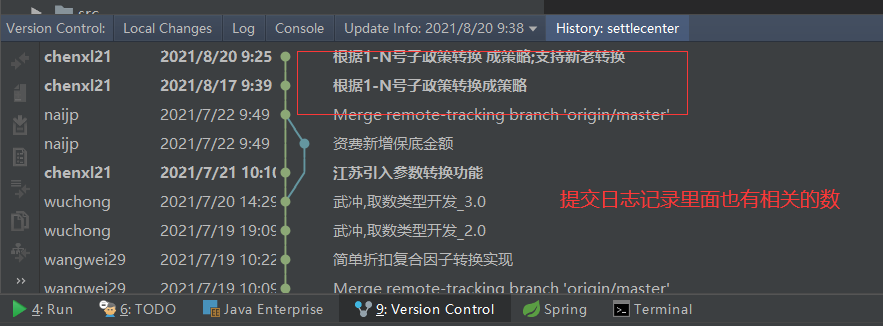 src
Version Control: Local Changes Log Console Update Info: 2021/8/20 9:38 History: settlecenter
chenxl21 2021/8/20 9:25 根据1-N号子政策转换 成策略;支持新老转换
chenxl21 2021/8/17 9:39 根据1-N号子政策转换成策略
naijp 2021/7/22 9:49 Merge remote-tracking branch 'origin/master'
naijp 2021/7/22 9:49 资费新增保底金额
chenxl21 2021/7/21 10:10 江苏引入参数转换功能
wuchong 2021/7/20 14:29 武冲,取数类型开发_3.0
提交日志记录里面也有相关的数
wuchong 2021/7/19 19:09 武冲,取数类型开发_2.0
wangwei29 2021/7/19 10:22 简单折扣复合因子转换实现
wangwei29 2021/7/19 10:09 Merge remote-tracking branch 'origin/master'
4: Run 6: TODO Java Enterprise 9: Version Control Spring Terminal